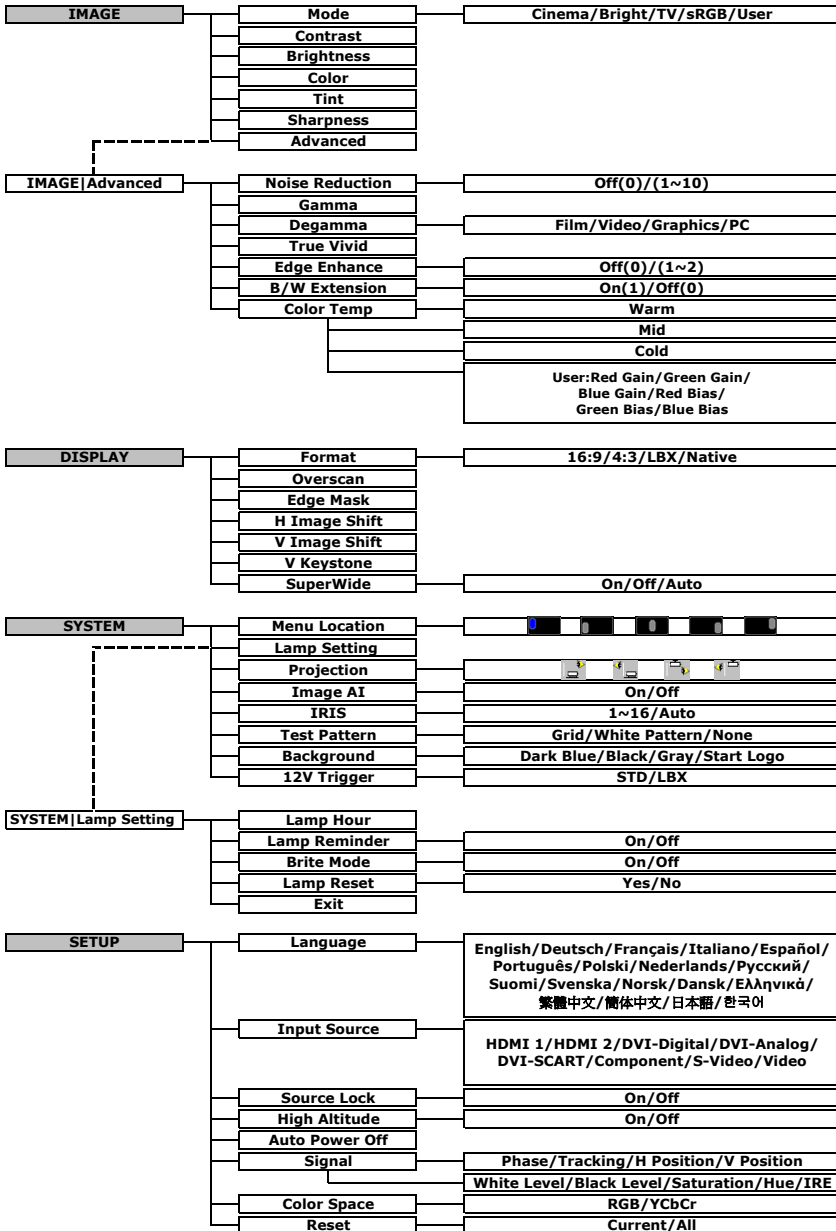 IMAGE
Mode
Cinema/Bright/TV/sRGB/User
Contrast
Brightness
Color
Tint
Sharpness
Advanced
IMAGE|Advanced
Noise Reduction
Off(0)/(1~10)
Gamma
Degamma
Film/Video/Graphics/PC
True Vivid
Edge Enhance
Off(0)/(1~2)
B/W Extension
On(1)/Off(0)
Color Temp
Warm
Mid
Cold
User:Red Gain/Green Gain/
Blue Gain/Red Bias/
Green Bias/Blue Bias
DISPLAY
Format
16:9/4:3/LBX/Native
Overscan
Edge Mask
H Image Shift
V Image Shift
V Keystone
SuperWide
On/Off/Auto
SYSTEM
Menu Location
Lamp Setting
Projection
Image AI
On/Off
IRIS
1~16/Auto
Test Pattern
Grid/White Pattern/None
Background
Dark Blue/Black/Gray/Start Logo
12V Trigger
STD/LBX
SYSTEM|Lamp Setting
Lamp Hour
Lamp Reminder
On/Off
Brite Mode
On/Off
Lamp Reset
Yes/No
Exit
SETUP
Language
English/Deutsch/Français/Italiano/Español/
Português/Polski/Nederlands/Русский/
Suomi/Svenska/Norsk/Dansk/Ελληνικά/
繁體中文/简体中文/日本語/한국어
Input Source
HDMI 1/HDMI 2/DVI-Digital/DVI-Analog/
DVI-SCART/Component/S-Video/Video
Source Lock
On/Off
High Altitude
On/Off
Auto Power Off
Signal
Phase/Tracking/H Position/V Position
White Level/Black Level/Saturation/Hue/IRE
Color Space
RGB/YCbCr
Reset
Current/All